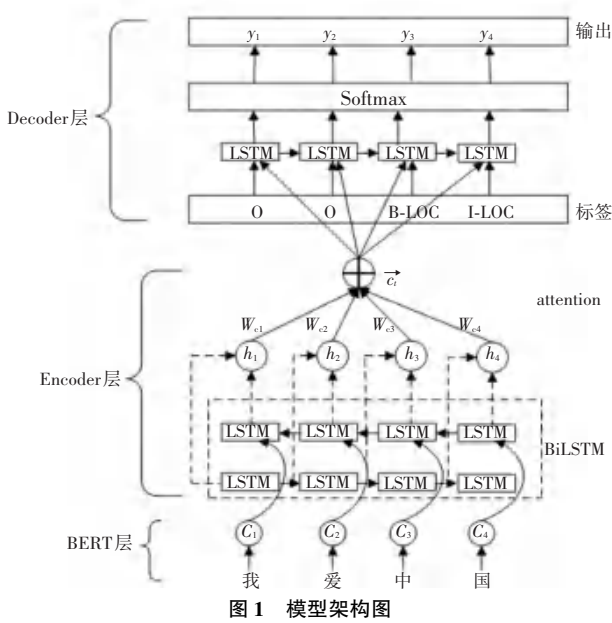 y₁ y₂ y₃ y₄ 输出
Softmax
Decoder层
LSTM LSTM LSTM LSTM
O O B-LOC I-LOC 标签
c_t
attention
W_c1 W_c2 W_c3 W_c4
h₁ h₂ h₃ h₄
Encoder层
LSTM LSTM LSTM LSTM
BiLSTM
LSTM LSTM LSTM LSTM
BERT层
C₁ C₂ C₃ C₄
我 爱 中 国
图 1 模型架构图